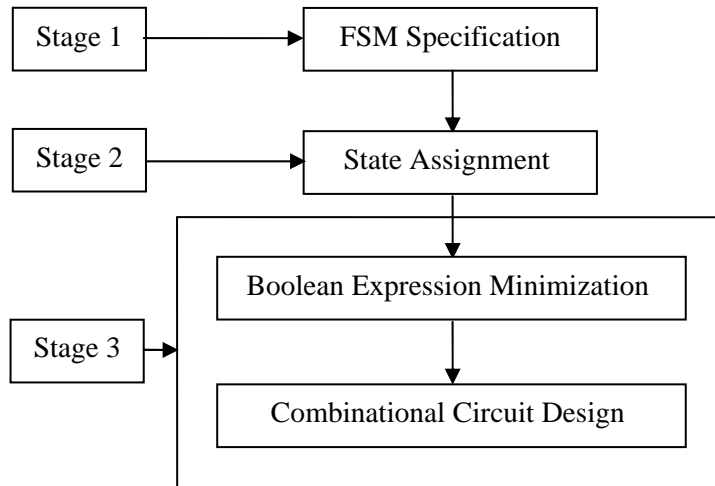 Stage 1
FSM Specification
Stage 2
State Assignment
Boolean Expression Minimization
Stage 3
Combinational Circuit Design